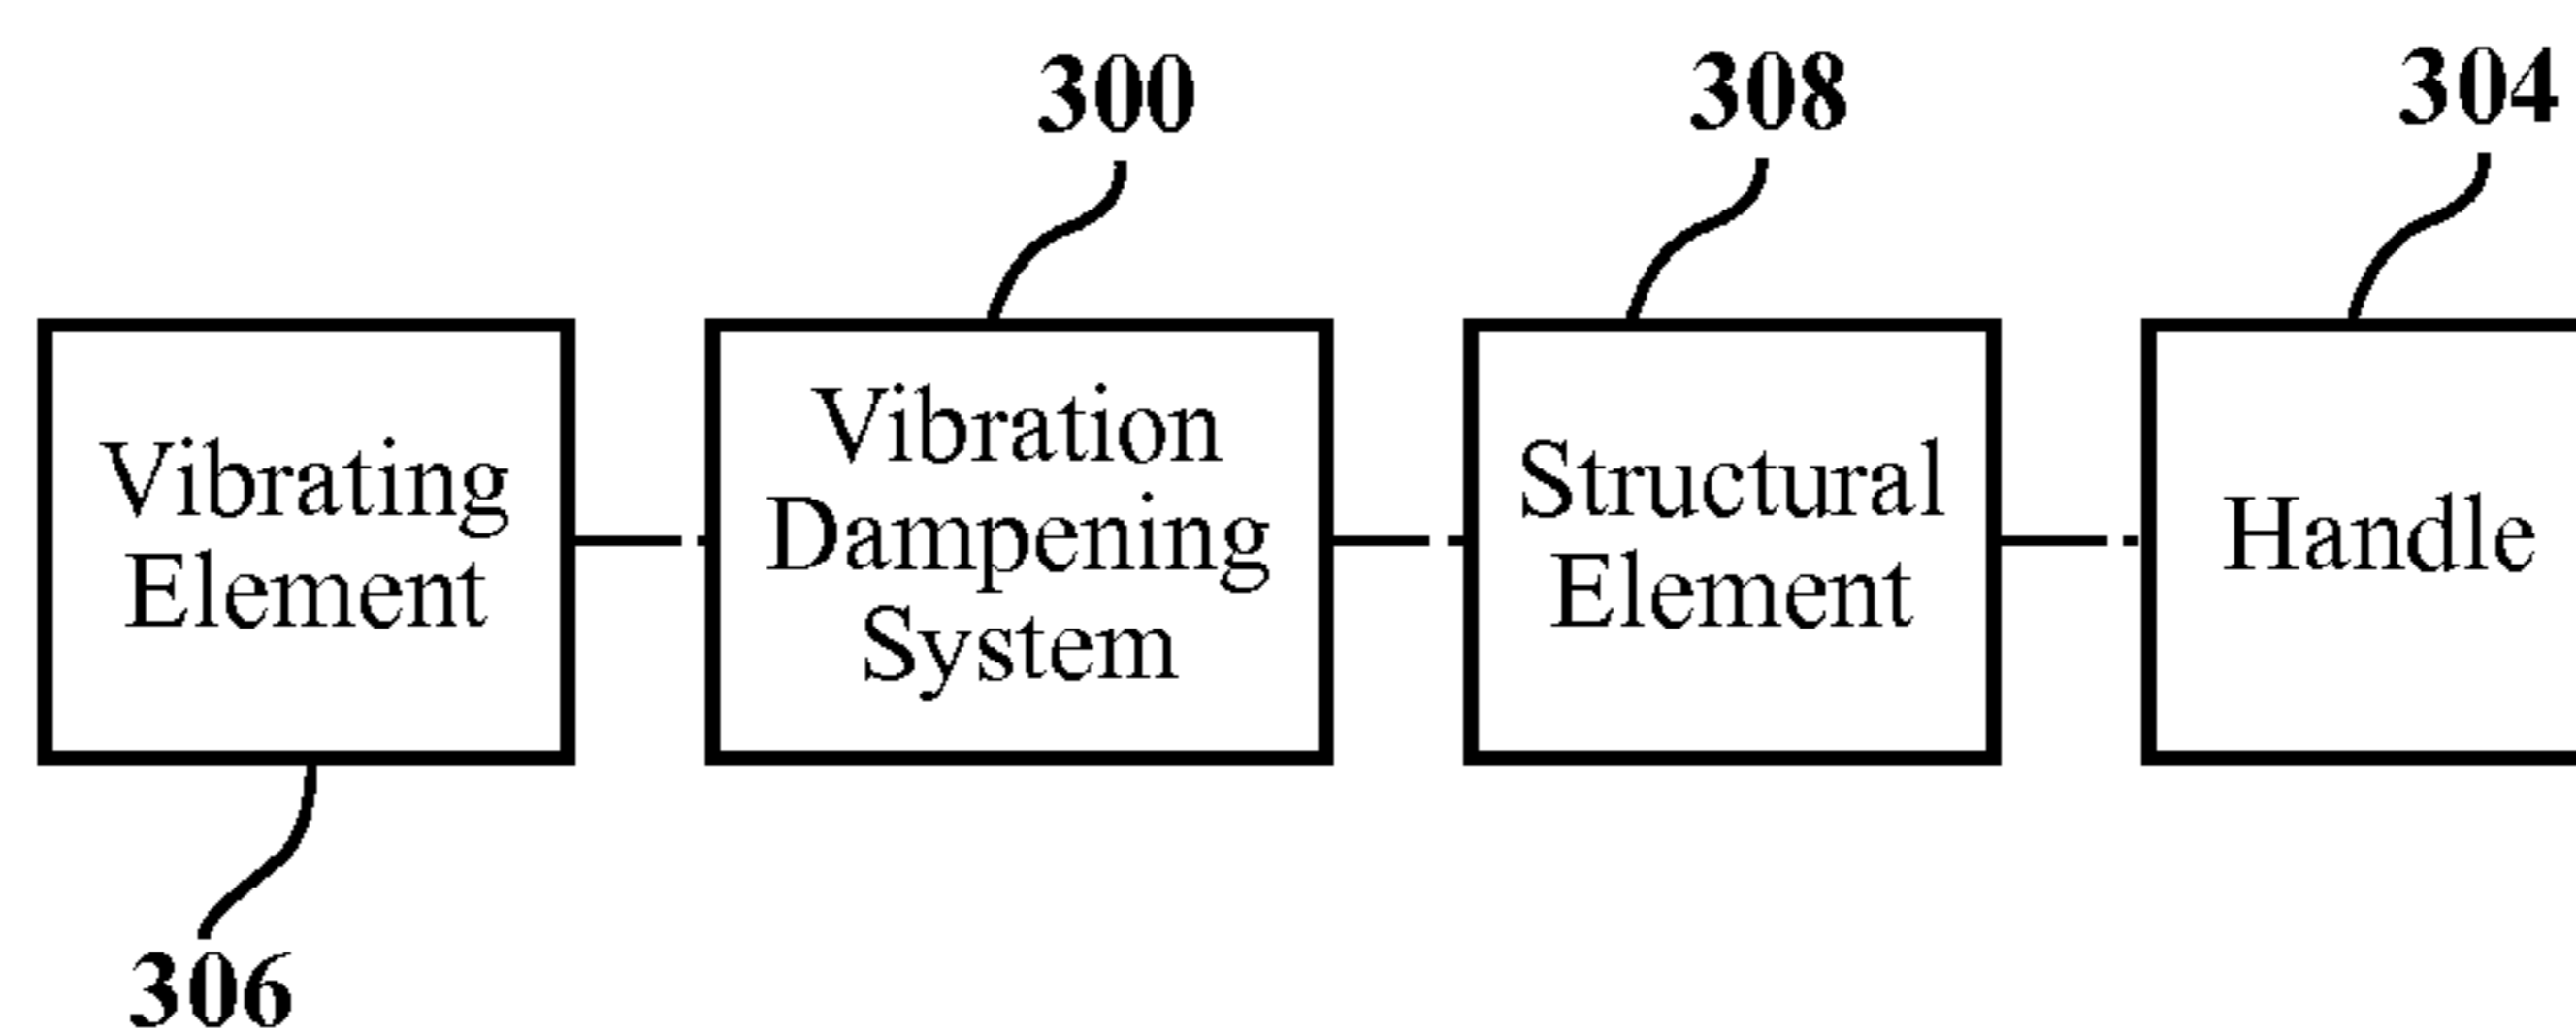 300
308
304
Vibrating
Element
Vibration
Dampening
System
Structural
Element
Handle
306